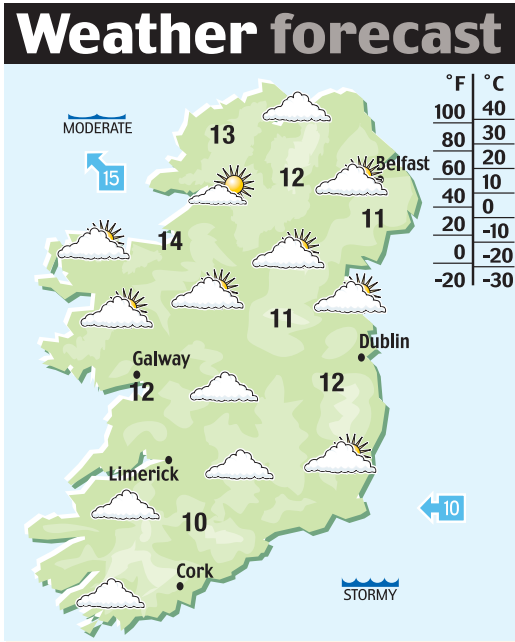 Weather forecast
°F °C
100 40
80 30
60 20
40 10
20 0
0 -10
-20 -20
-30
MODERATE
15
13
12
Belfast
11
14
11
Dublin
Galway
12
12
Limerick
10
10
Cork
STORMY